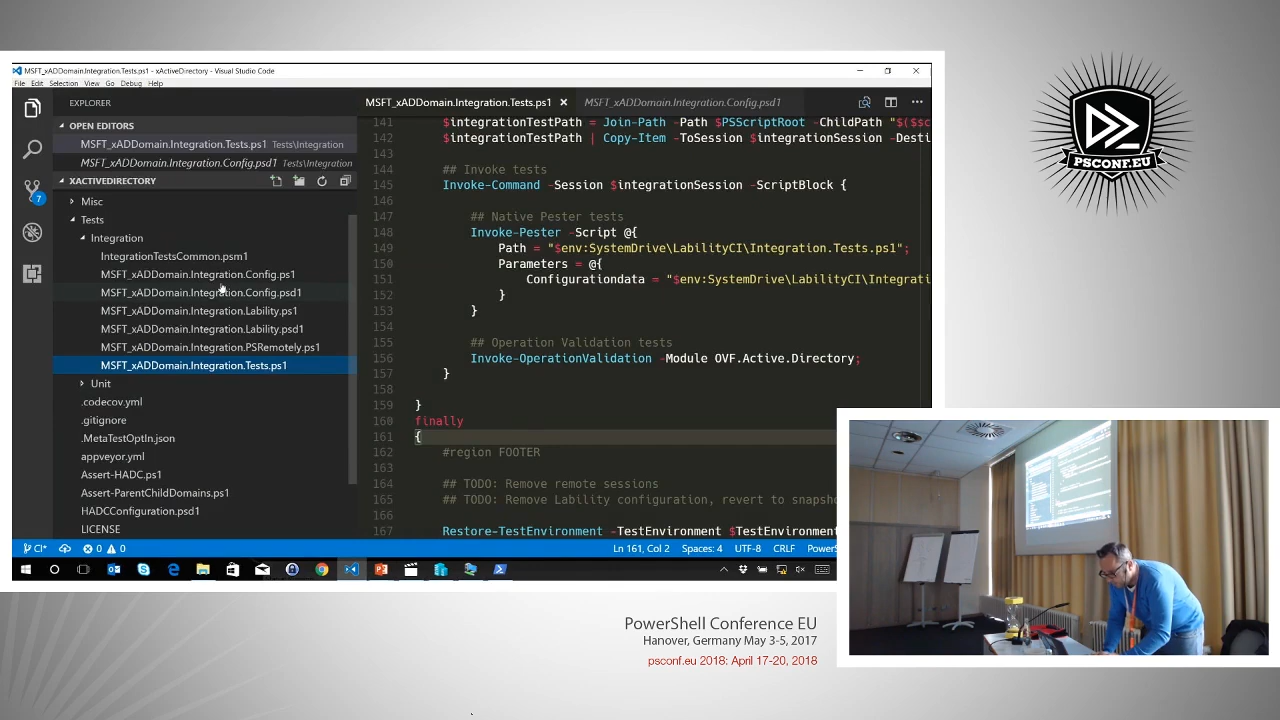 MSFT_xADDomain.Integration.Tests.ps1 - xActiveDirectory - Visual Studio Code
File Edit Selection View Go Debug Help
EXPLORER
OPEN EDITORS
MSFT_xADDomain.Integration.Tests.ps1 Tests\Integration
MSFT_xADDomain.Integration.Config.psd1 Tests\Integration
XACTIVEDIRECTORY
Misc
Tests
Integration
IntegrationTestsCommon.psm1
MSFT_xADDomain.Integration.Config.ps1
MSFT_xADDomain.Integration.Config.psd1
MSFT_xADDomain.Integration.Lability.ps1
MSFT_xADDomain.Integration.Lability.psd1
MSFT_xADDomain.Integration.PSRemotely.ps1
MSFT_xADDomain.Integration.Tests.ps1
Unit
.codecov.yml
.gitignore
.MetaTestOptIn.json
appveyor.yml
Assert-HADC.ps1
Assert-ParentChildDomains.ps1
HADCConfiguration.psd1
LICENSE
7
MSFT_xADDomain.Integration.Tests.ps1 MSFT_xADDomain.Integration.Config.psd1
141 $integrationTestPath = Join-Path -Path $PSScriptRoot -ChildPath "$($sc
142 $integrationTestPath | Copy-Item -ToSession $integrationSession -Desti
143
144 ## Invoke tests
145 Invoke-Command -Session $integrationSession -ScriptBlock {
146
147 ## Native Pester tests
148 Invoke-Pester -Script @{
149 Path = "$env:SystemDrive\LabilityCI\Integration.Tests.ps1";
150 Parameters = @{
151 Configurationdata = "$env:SystemDrive\LabilityCI\Integrati
152 }
153 }
154
155 ## Operation Validation tests
156 Invoke-OperationValidation -Module OVF.Active.Directory;
157 }
158
159 }
160 finally
161 {
162 #region FOOTER
163
164 ## TODO: Remove remote sessions
165 ## TODO: Remove Lability configuration, revert to snapsho
166
167 Restore-TestEnvironment -TestEnvironment $TestEnvironme
CI* 0 0 Ln 161, Col 2 Spaces: 4 UTF-8 CRLF PowerS
PSCONF.EU
PowerShell Conference EU
Hanover, Germany May 3-5, 2017
psconf.eu 2018: April 17-20, 2018